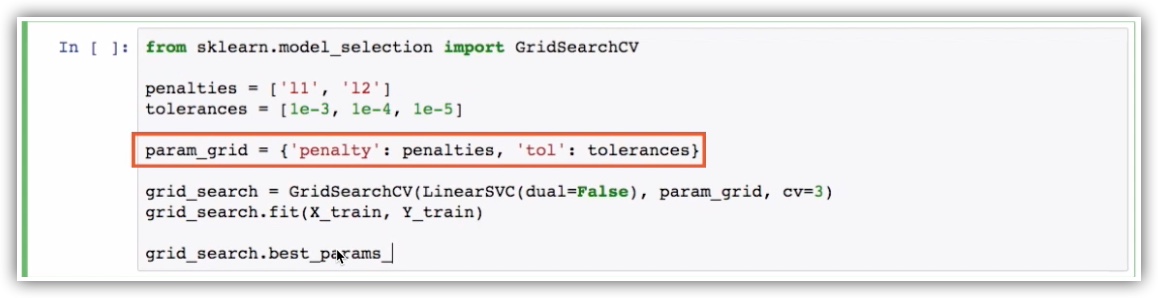 In [ ]: from sklearn.model_selection import GridSearchCV
penalties = ['l1', 'l2']
tolerances = [1e-3, 1e-4, 1e-5]
param_grid = {'penalty': penalties, 'tol': tolerances}
grid_search = GridSearchCV(LinearSVC(dual=False), param_grid, cv=3)
grid_search.fit(X_train, Y_train)
grid_search.best_params_